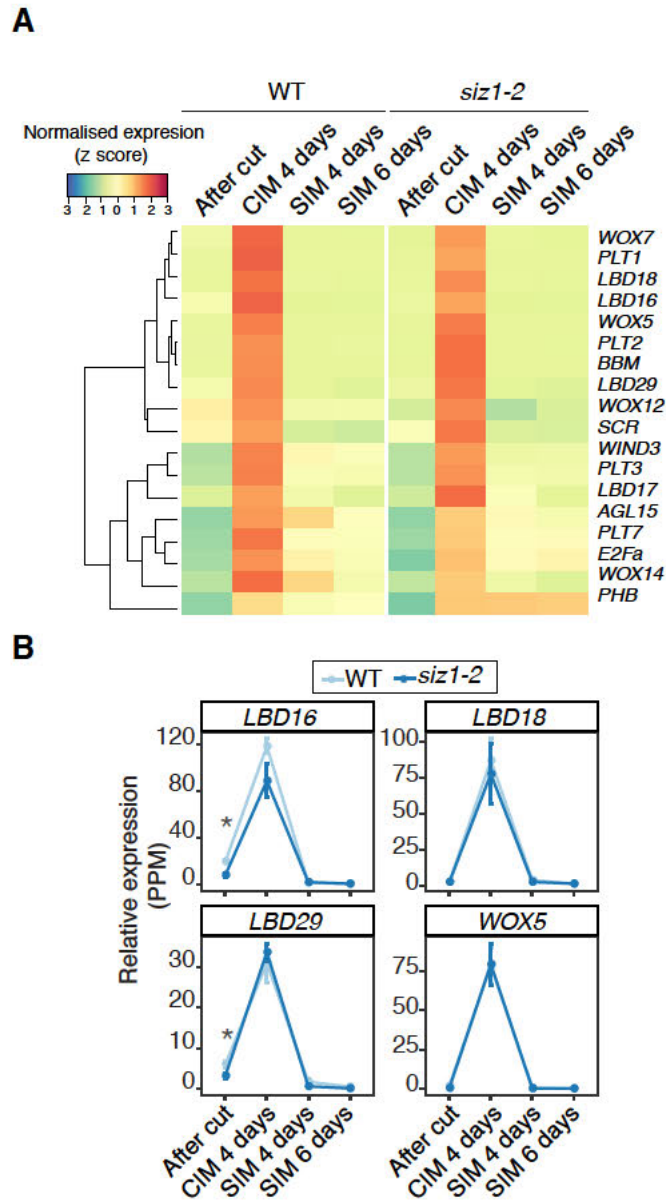 A
WT siz1-2
Normalised expresion
(z score)
3 2 1 0 1 2 3
After cut
CIM 4 days
SIM 4 days
SIM 6 days
After cut
CIM 4 days
SIM 4 days
SIM 6 days
WOX7
PLT1
LBD18
LBD16
WOX5
PLT2
BBM
LBD29
WOX12
SCR
WIND3
PLT3
LBD17
AGL15
PLT7
E2Fa
WOX14
PHB
B
WT siz1-2
LBD16 LBD18
120
80
40
0
*
100
75
50
25
0
Relative expression
(PPM)
LBD29 WOX5
30
20
10
0
*
75
50
25
0
After cut
CIM 4 days
SIM 4 days
SIM 6 days
After cut
CIM 4 days
SIM 4 days
SIM 6 days